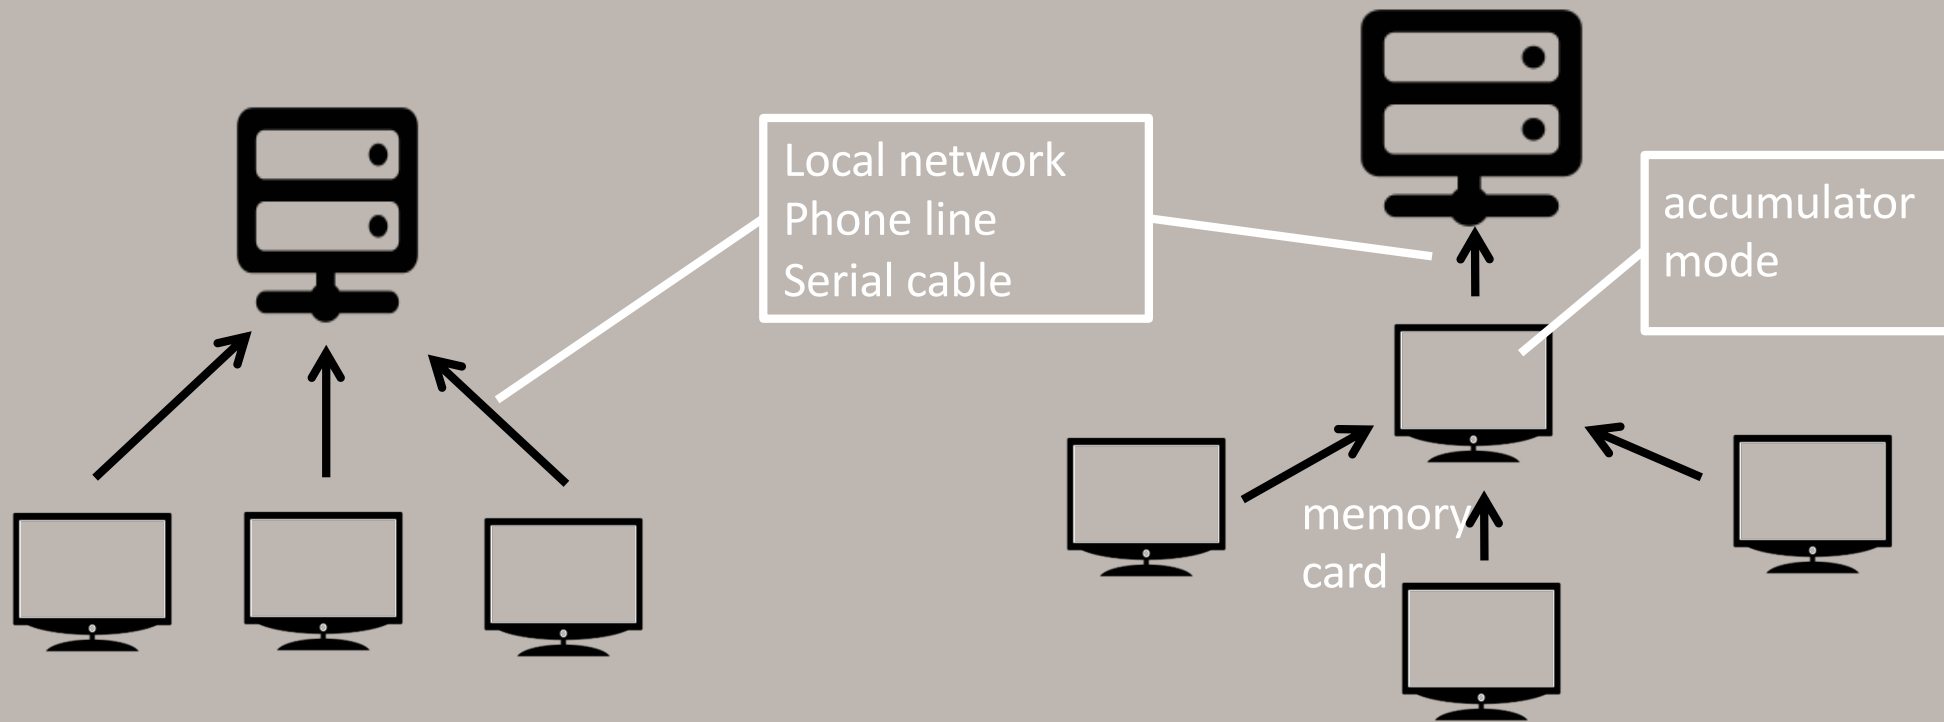 Local network
Phone line
Serial cable
accumulator
mode
memory
card